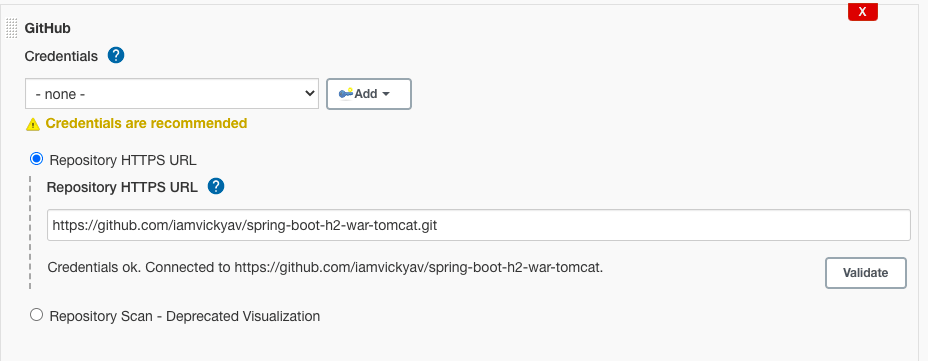 X
GitHub
Credentials ?
- none - Add
Credentials are recommended
Repository HTTPS URL
Repository HTTPS URL ?
https://github.com/iamvickyav/spring-boot-h2-war-tomcat.git
Credentials ok. Connected to https://github.com/iamvickyav/spring-boot-h2-war-tomcat.
Validate
Repository Scan - Deprecated Visualization